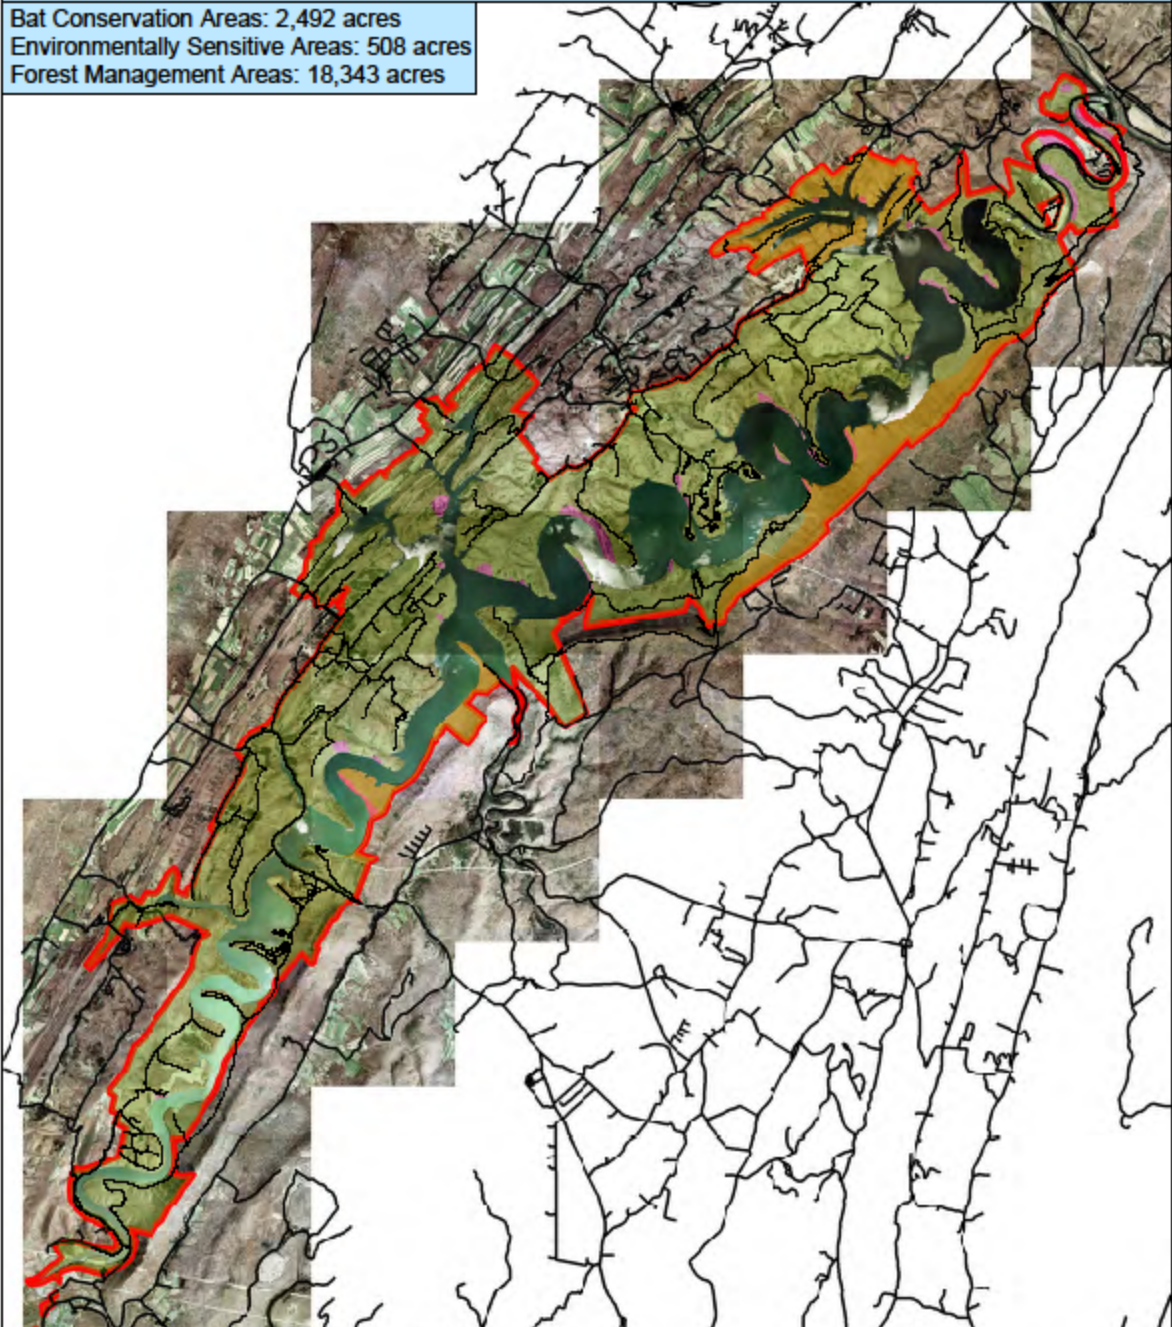 Bat Conservation Areas: 2,492 acres
Environmentally Sensitive Areas: 508 acres
Forest Management Areas: 18,343 acres